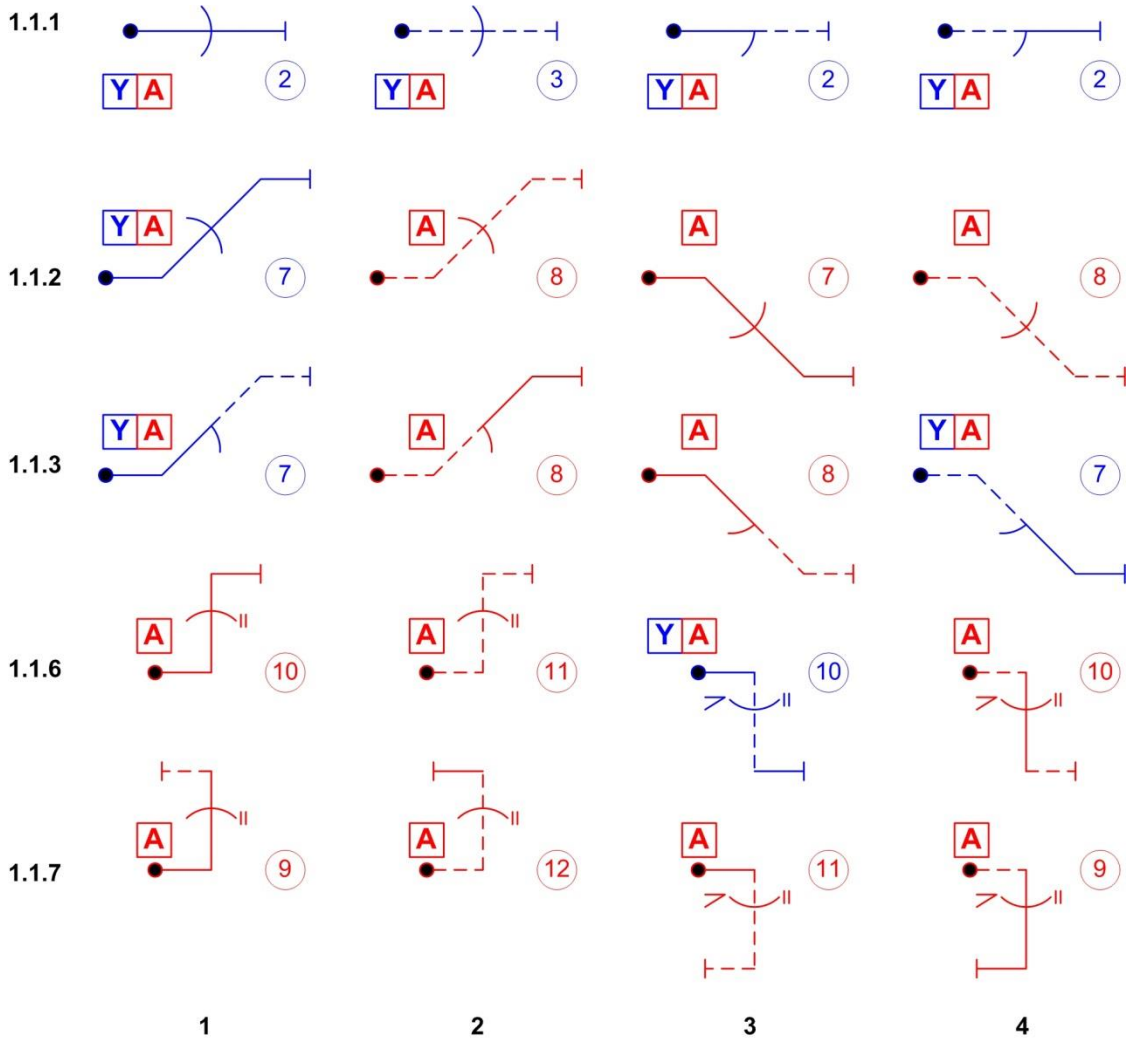 1.1.1
Y A 2
Y A 3
Y A 2
Y A 2
1.1.2
Y A 7
A 8
A 7
A 8
1.1.3
Y A 7
A 8
A 8
Y A 7
1.1.6
A 10
A 11
Y A 10
A 10
1.1.7
A 9
A 12
A 11
A 9
1 2 3 4